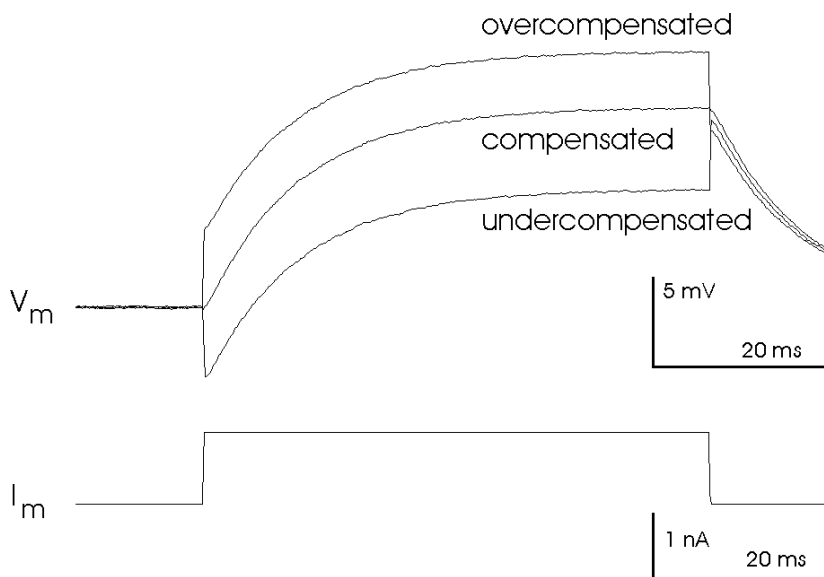 overcompensated
compensated
undercompensated
Vm
5 mV
20 ms
Im
1 nA
20 ms